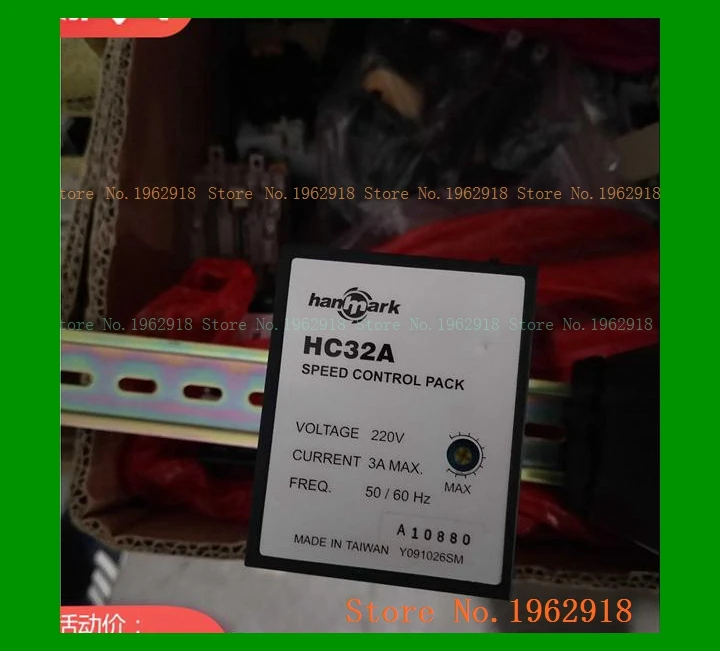 Store No.1962918 Store No.1962918 Store No.1962918 Store No.1962918
hanmark
Store No.1962918 Store No.1962918 Store No.1962918 Store No.1962918
HC32A
SPEED CONTROL PACK
VOLTAGE 220V
CURRENT 3A MAX.
FREQ. 50 / 60 Hz
MAX
A10880
MADE IN TAIWAN Y091026SM
Store No.1962918
活动价：